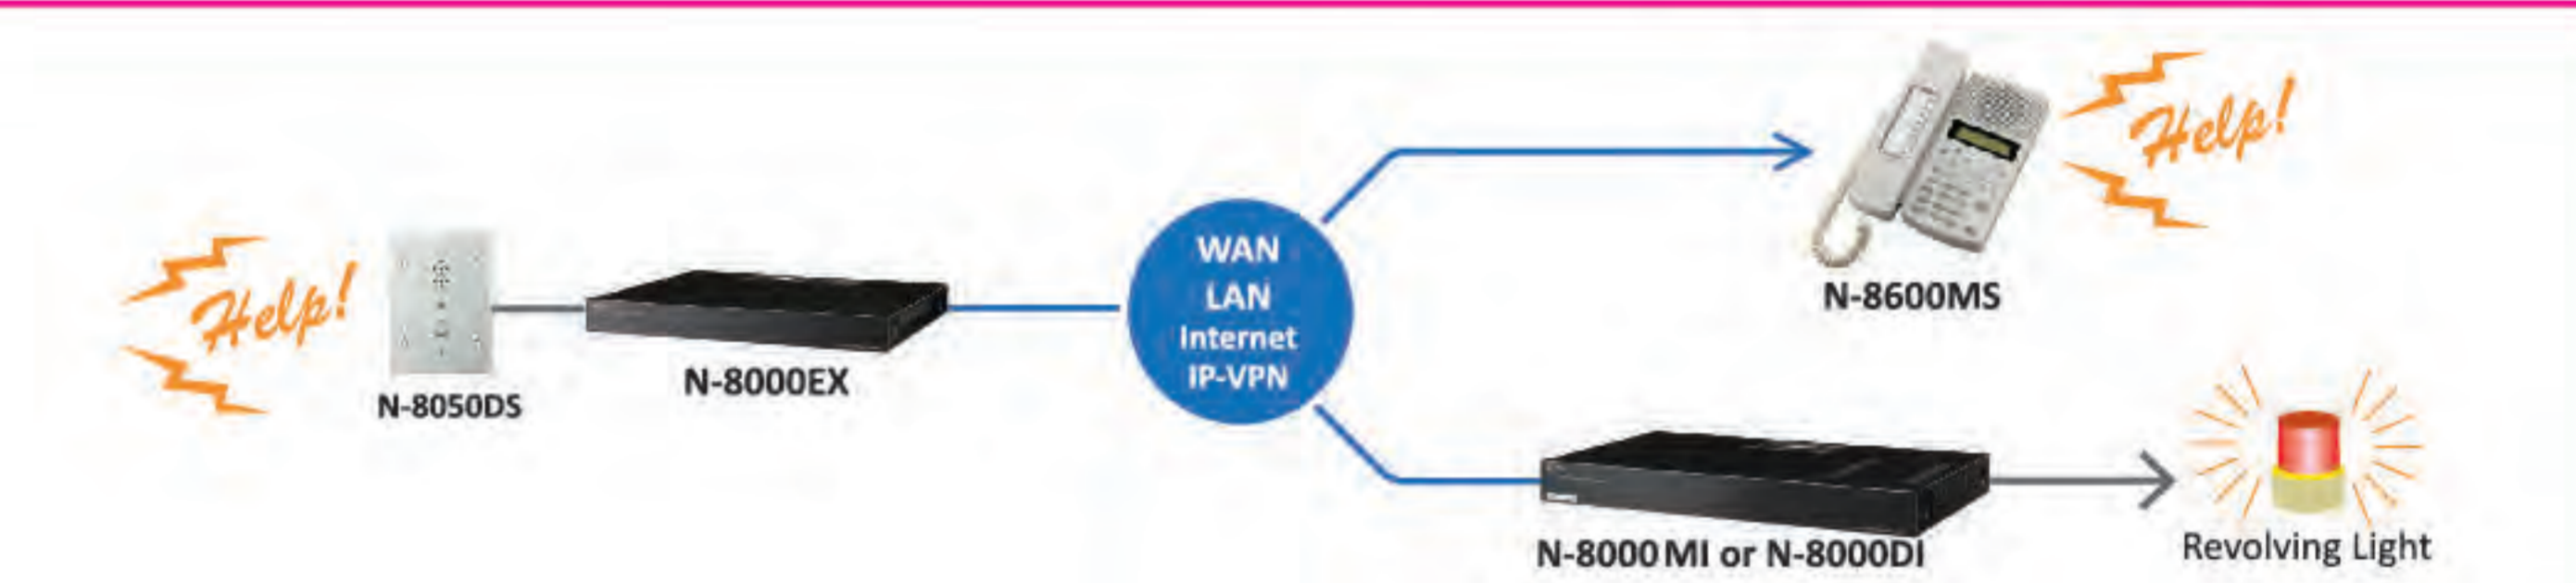 Help!
N-8050DS
N-8000EX
WAN
LAN
Internet
IP-VPN
Help!
N-8600MS
N-8000MI or N-8000DI
Revolving Light